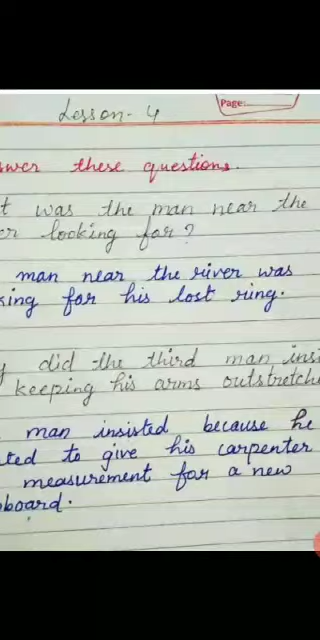 Page:
Lesson- 4
swer these questions.
t was the man near the
er looking for?
man near the river was
king for his lost ring.
y did the third man insi
keeping his arms outstretche
man insisted because he
ted to give his carpenter
measurement for a new
pboard.